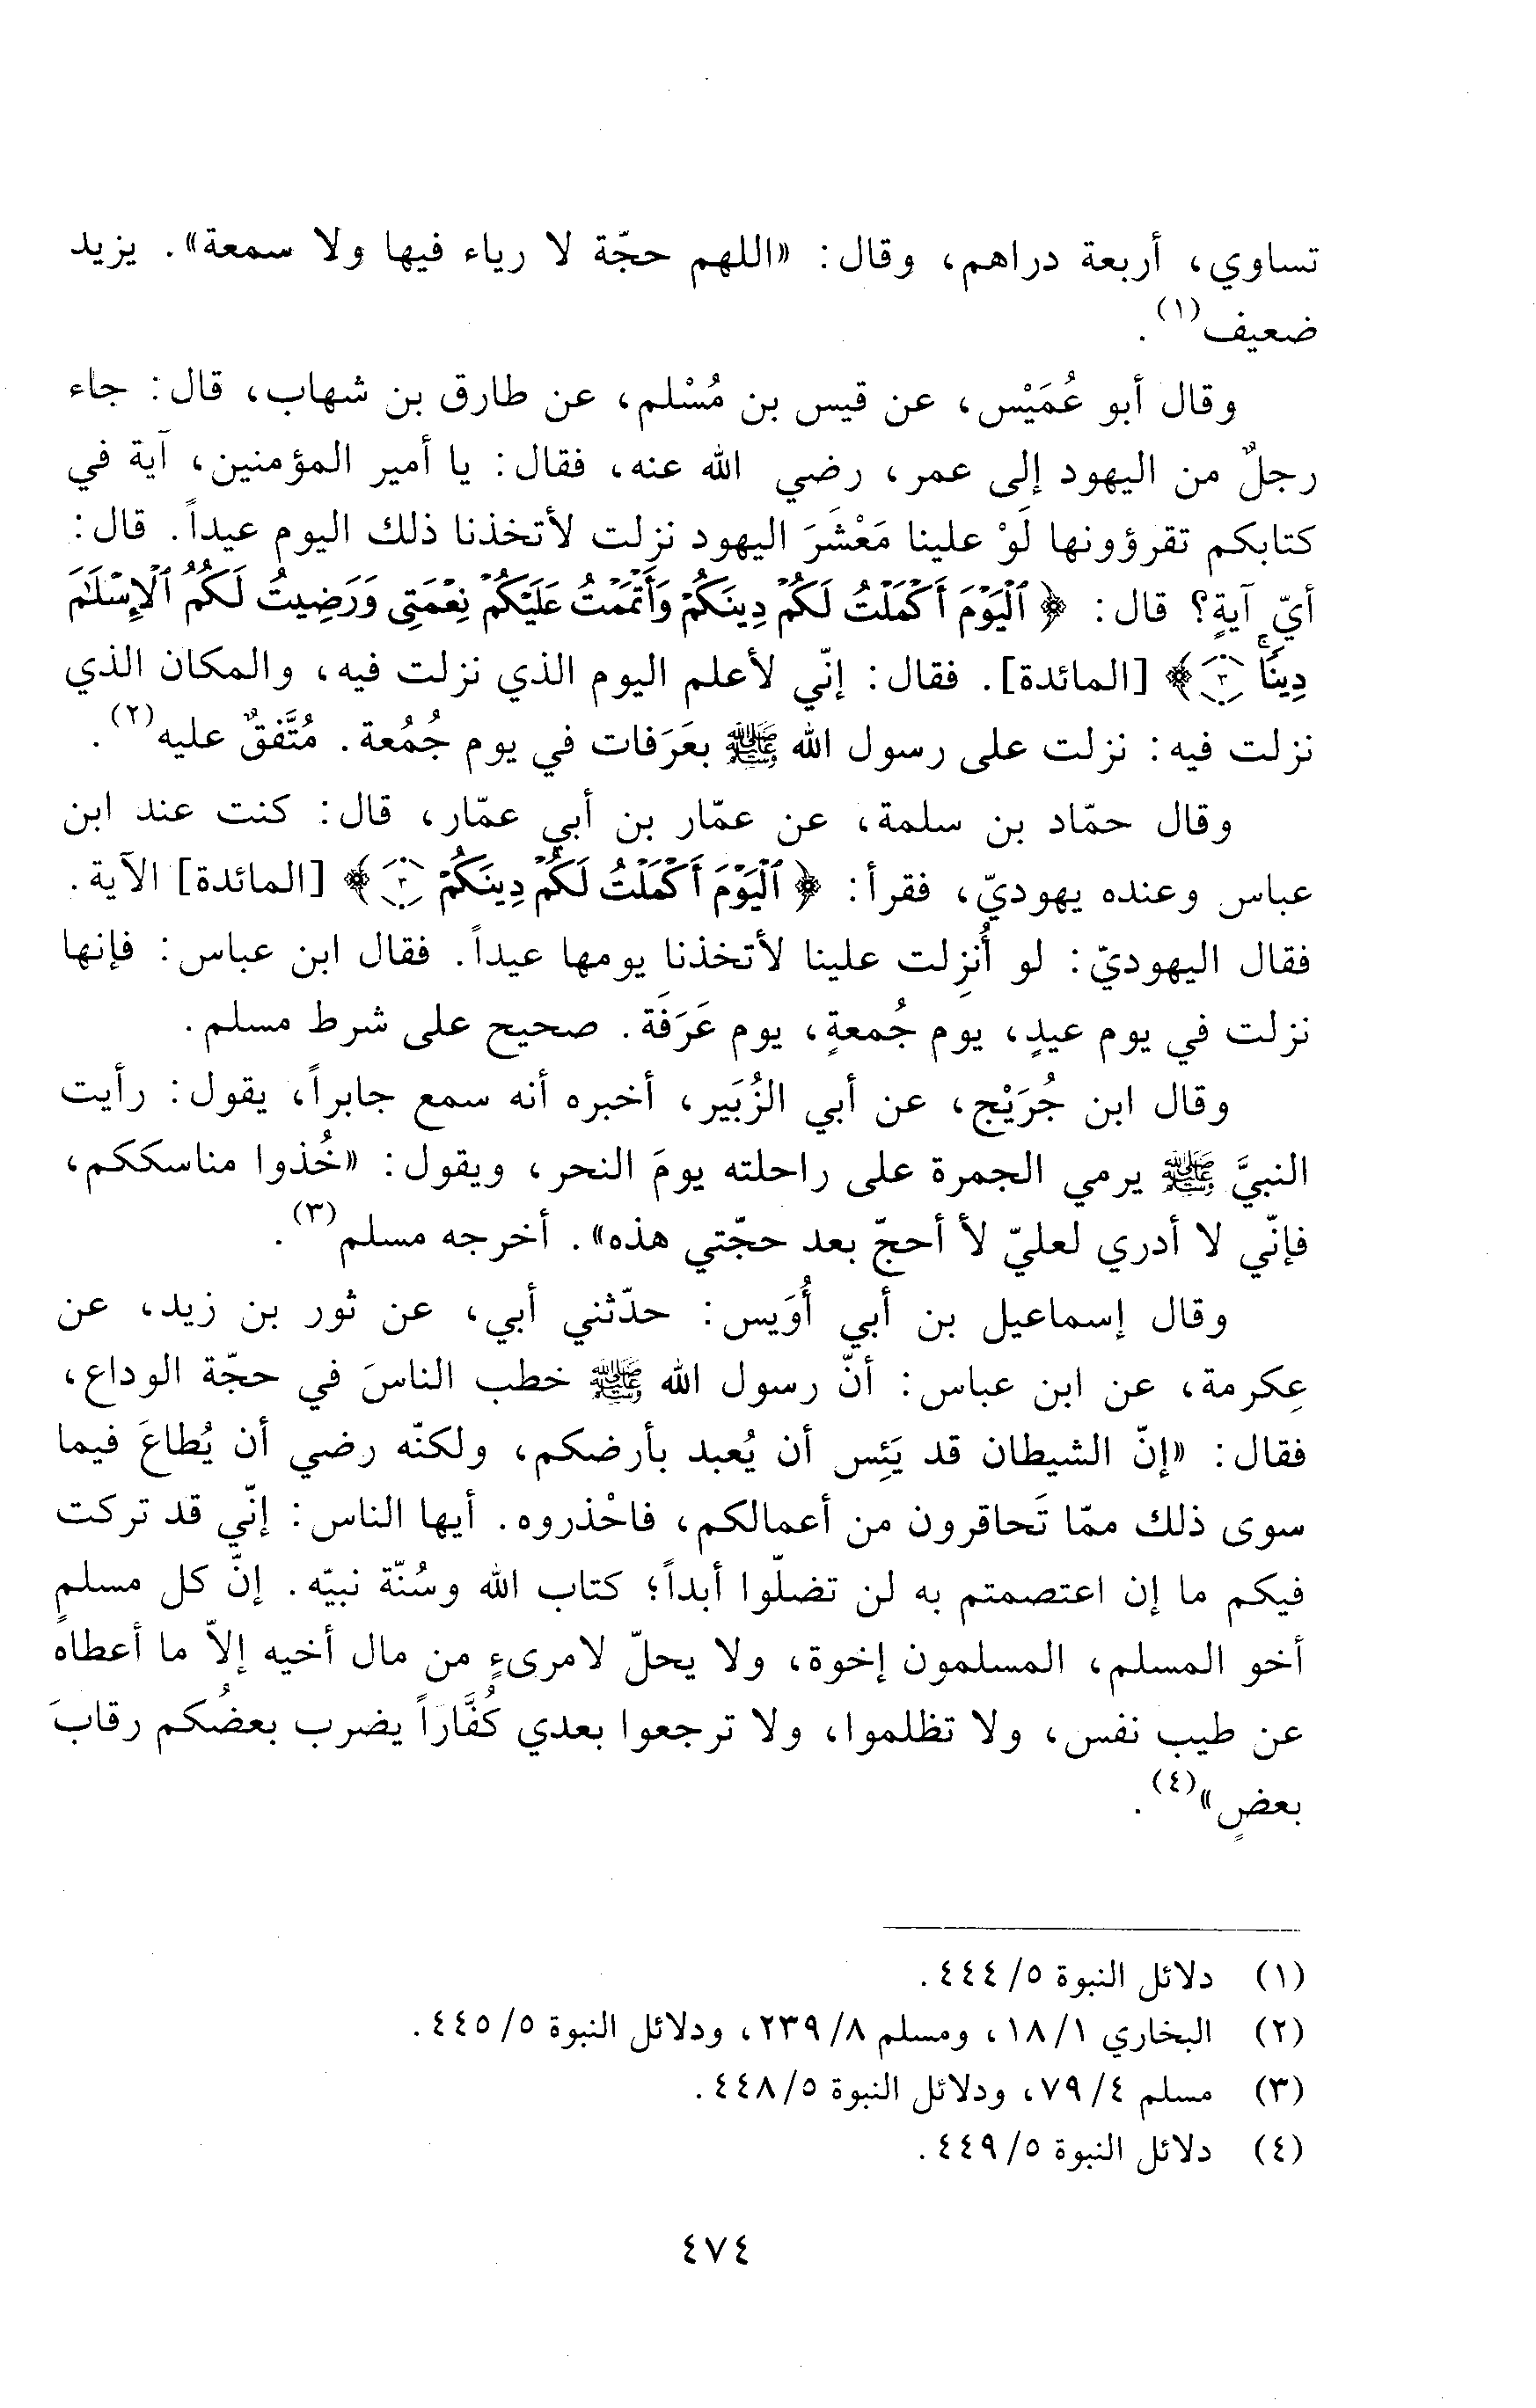 تساوي، أربعة دراهم، وقال: «اللهم حجّة لا رياء فيها ولا سمعة». يزيد
ضعيف(١).
وقال أبو عُمَيْس، عن قيس بن مُسْلم، عن طارق بن شهاب، قال: جاء
رجلٌ من اليهود إلى عمر، رضي الله عنه، فقال: يا أمير المؤمنين، آية في
كتابكم تقرؤونها لَوْ علينا مَعْشَرَ اليهود نزلت لأتخذنا ذلك اليوم عيداً. قال:
أيّ آيةٍ؟ قال: ﴿ٱلْيَوْمَ أَكْمَلْتُ لَكُمْ دِينَكُمْ وَأَتْمَمْتُ عَلَيْكُمْ نِعْمَتِى وَرَضِيتُ لَكُمُ ٱلْإِسْلَٰمَ
دِينًاۚ ٣﴾ [المائدة]. فقال: إنّي لأعلم اليوم الذي نزلت فيه، والمكان الذي
نزلت فيه: نزلت على رسول الله ﷺ بعَرَفات في يوم جُمُعة. مُتَّفقٌ عليه(٢).
وقال حمّاد بن سلمة، عن عمّار بن أبي عمّار، قال: كنت عند ابن
عباس وعنده يهوديّ، فقرأ: ﴿ٱلْيَوْمَ أَكْمَلْتُ لَكُمْ دِينَكُمْ ٣﴾ [المائدة] الآية.
فقال اليهوديّ: لو أُنزِلت علينا لأتخذنا يومها عيداً. فقال ابن عباس: فإنها
نزلت في يوم عيدٍ، يوم جُمعةٍ، يوم عَرَفَة. صحيح على شرط مسلم.
وقال ابن جُرَيْج، عن أبي الزُبَير، أخبره أنه سمع جابراً، يقول: رأيت
النبيَّ ﷺ يرمي الجمرة على راحلته يومَ النحر، ويقول: «خُذوا مناسككم،
فإنّي لا أدري لعليّ لأ أحجّ بعد حجّتي هذه». أخرجه مسلم(٣).
وقال إسماعيل بن أبي أُوَيس: حدّثني أبي، عن ثور بن زيد، عن
عِكرمة، عن ابن عباس: أنّ رسول الله ﷺ خطب الناسَ في حجّة الوداع،
فقال: «إنّ الشيطان قد يَئِس أن يُعبد بأرضكم، ولكنّه رضي أن يُطاعَ فيما
سوى ذلك ممّا تَحاقرون من أعمالكم، فاحْذروه. أيها الناس: إنّي قد تركت
فيكم ما إن اعتصمتم به لن تضلّوا أبداً؛ كتاب الله وسُنّة نبيّه. إنّ كل مسلمٍ
أخو المسلم، المسلمون إخوة، ولا يحلّ لامرىءٍ من مال أخيه إلاّ ما أعطاه
عن طيب نفس، ولا تظلموا، ولا ترجعوا بعدي كُفَّاراً يضرب بعضُكم رقابَ
بعضٍ»(٤).
(١) دلائل النبوة ٥/ ٤٤٤.
(٢) البخاري ١/ ١٨، ومسلم ٨/ ٢٣٩، ودلائل النبوة ٥/ ٤٤٥.
(٣) مسلم ٤/ ٧٩، ودلائل النبوة ٥/ ٤٤٨.
(٤) دلائل النبوة ٥/ ٤٤٩.
٤٧٤